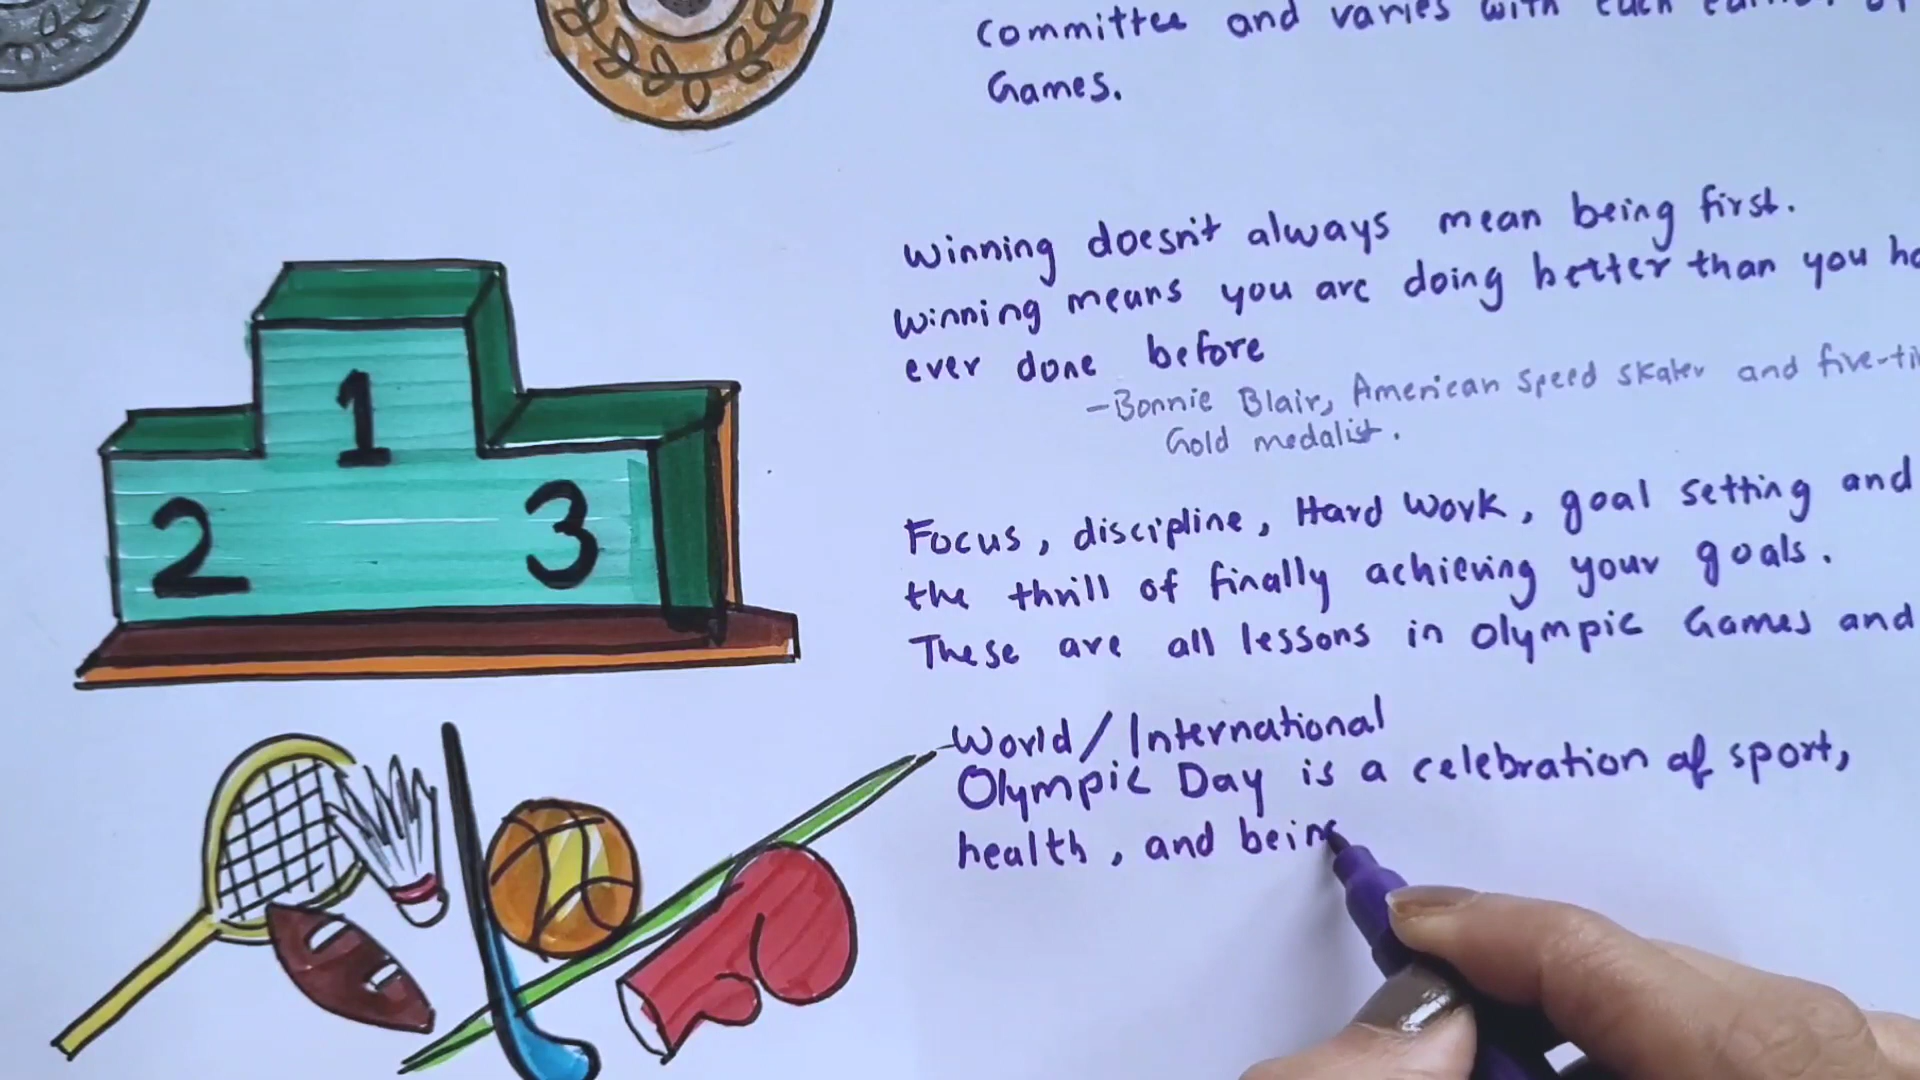 committee and varies with each
Games.
Winning doesn't always mean being first.
Winning means you are doing better than you
ever done before
-Bonnie Blair, American speed skater and five-
Gold medalist.
Focus, discipline, Hard Work, goal setting and
the thrill of finally achieving your goals.
These are all lessons in Olympic Games and
World/International
Olympic Day is a celebration of sport,
health, and being
1
2
3